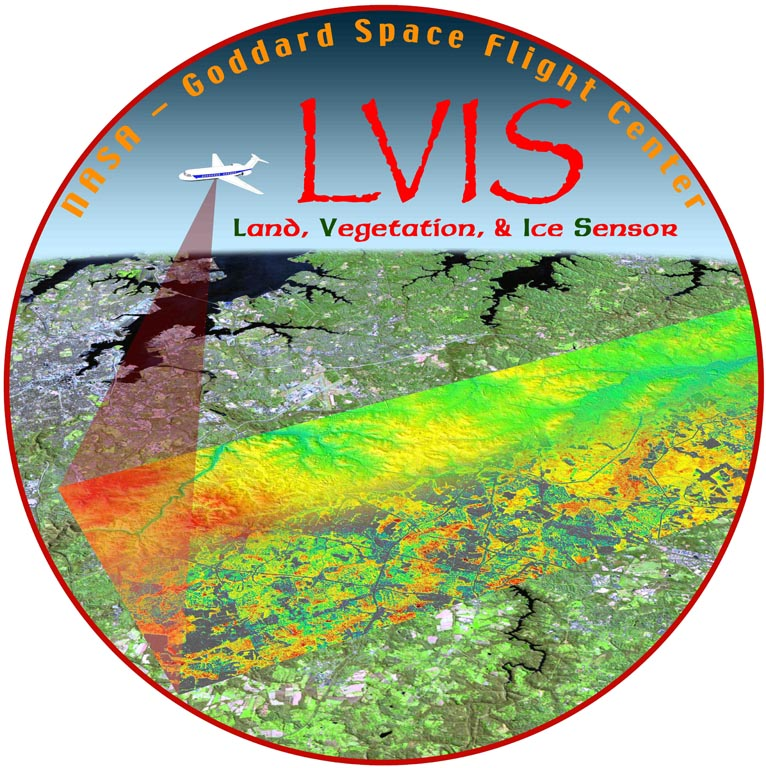 NASA – Goddard Space Flight Center
LVIS
Land, Vegetation, & Ice Sensor